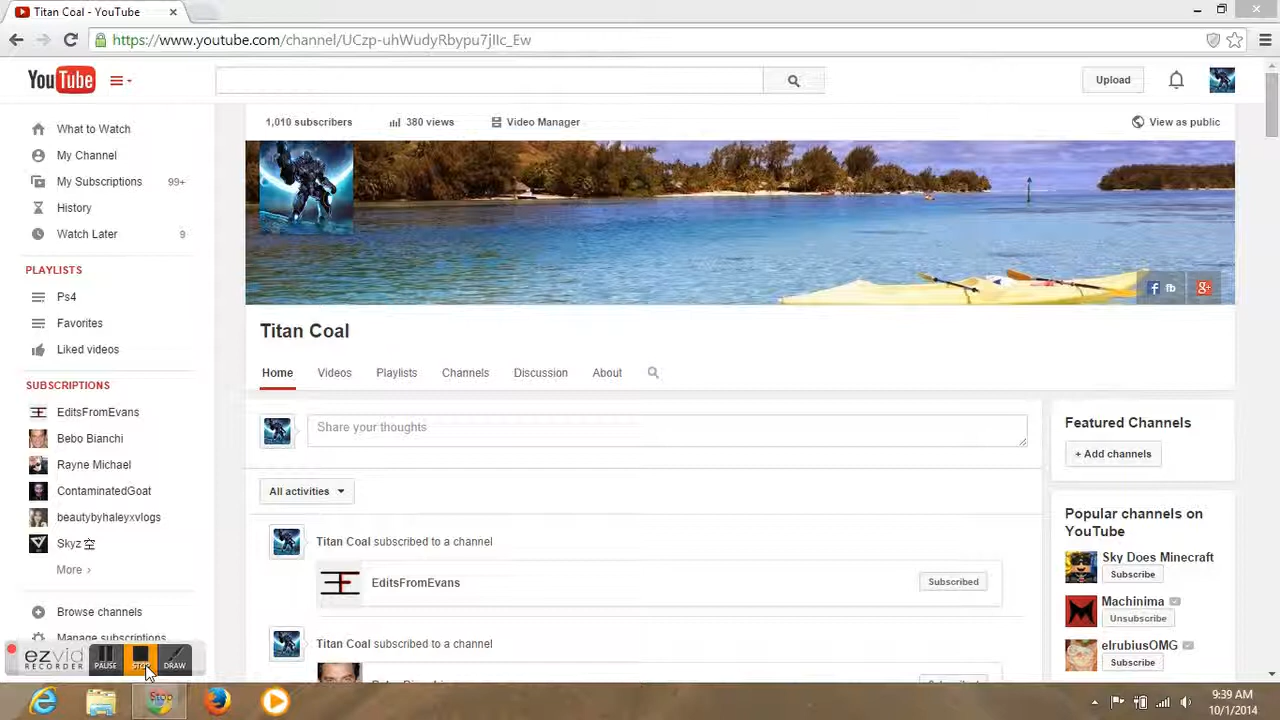 Titan Coal - YouTube
https://www.youtube.com/channel/UCzp-uhWudyRbypu7jIlc_Ew
YouTube
Upload
1,010 subscribers 380 views Video Manager View as public
What to Watch
My Channel
My Subscriptions 99+
History
Watch Later 9
PLAYLISTS
Ps4
Favorites
Liked videos
SUBSCRIPTIONS
EditsFromEvans
Bebo Bianchi
Rayne Michael
ContaminatedGoat
beautybyhaleyxvlogs
Skyz 空
More ›
Browse channels
Manage subscriptions
fb
g+
Titan Coal
Home Videos Playlists Channels Discussion About
Share your thoughts
All activities
Titan Coal subscribed to a channel
EditsFromEvans
Subscribed
Titan Coal subscribed to a channel
Featured Channels
+ Add channels
Popular channels on
YouTube
Sky Does Minecraft
Subscribe
Machinima
Unsubscribe
elrubiusOMG
Subscribe
ezvid
RECORDER
PAUSE
STOP
DRAW
Stop
9:39 AM
10/1/2014